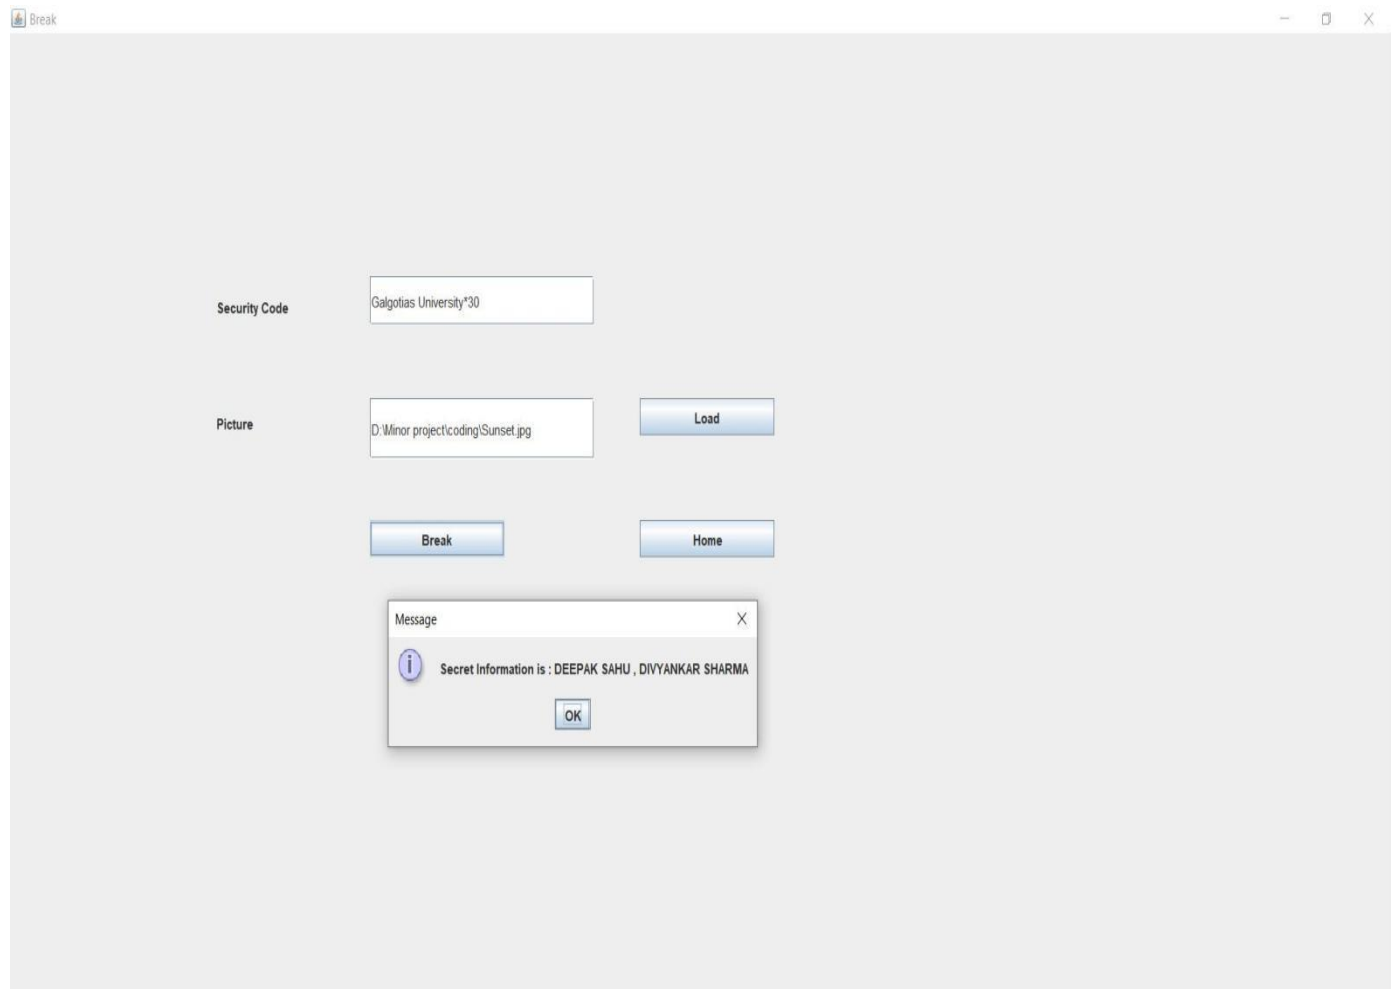 Break
Security Code
Galgotias University*30
Picture
D:\Minor project\coding\Sunset.jpg
Load
Break
Home
Message
Secret Information is : DEEPAK SAHU , DIVYANKAR SHARMA
OK